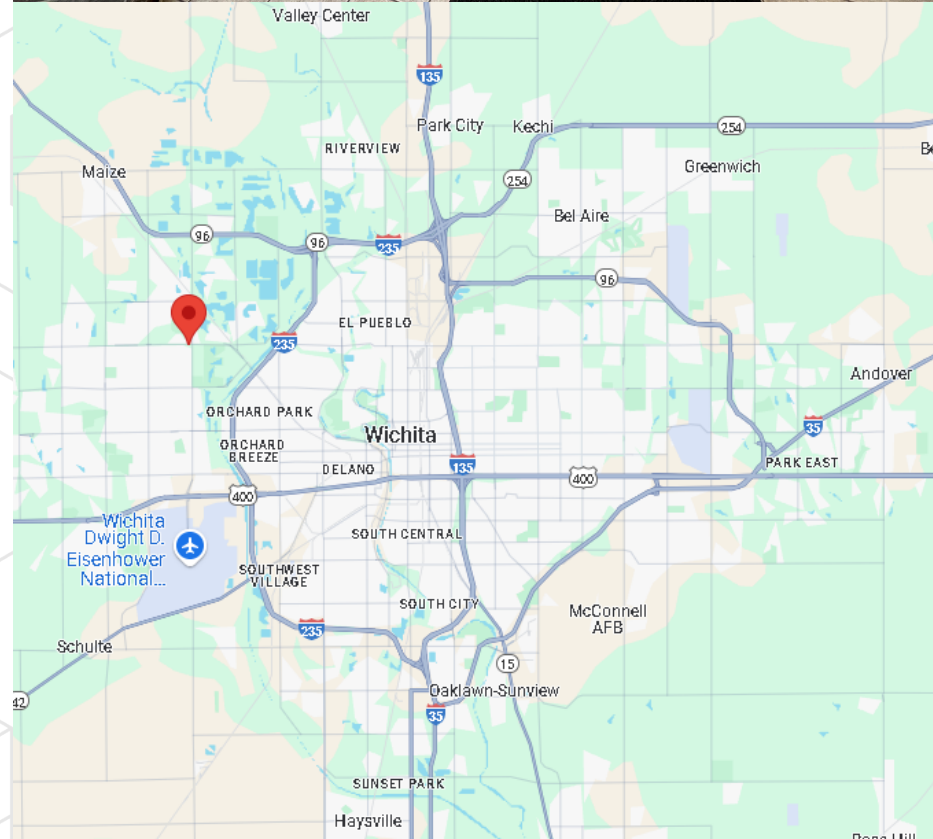 Valley Center
135
Park City
Kechi
254
RIVERVIEW
Greenwich
Maize
254
Bel Aire
96
96
235
96
EL PUEBLO
235
Andover
ORCHARD PARK
35
Wichita
ORCHARD
BREEZE
DELANO
135
400
PARK EAST
400
Wichita
Dwight D.
Eisenhower
National...
SOUTH CENTRAL
SOUTHWEST
VILLAGE
SOUTH CITY
McConnell
AFB
235
Schulte
15
Oaklawn-Sunview
42
35
SUNSET PARK
Haysville